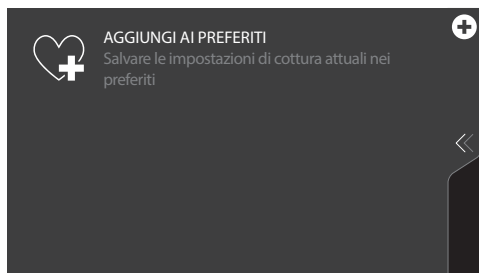 AGGIUNGI AI PREFERITI
Salvare le impostazioni di cottura attuali nei
preferiti